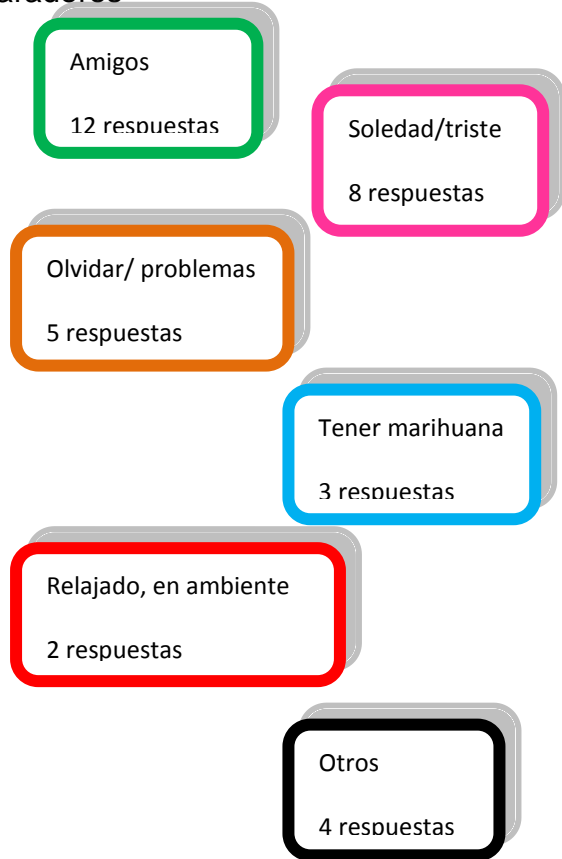 Amigos
12 respuestas
Soledad/triste
8 respuestas
Olvidar/ problemas
5 respuestas
Tener marihuana
3 respuestas
Relajado, en ambiente
2 respuestas
Otros
4 respuestas